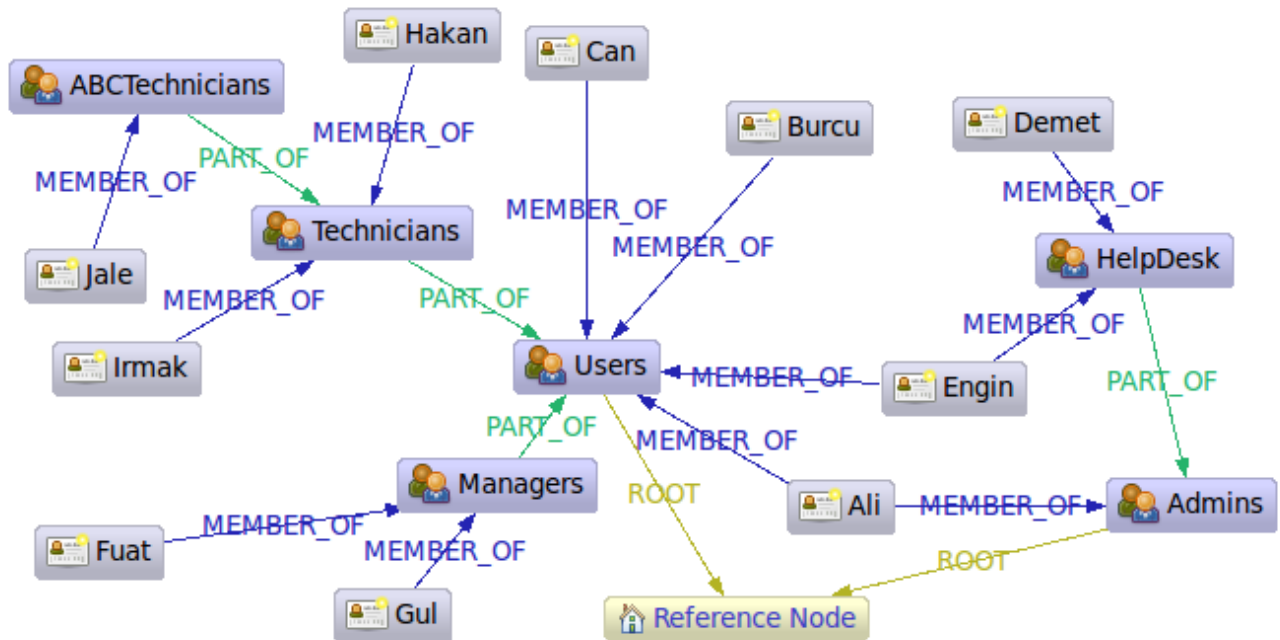 Hakan
Can
ABCTechnicians
Burcu
Demet
MEMBER_OF
PART_OF
MEMBER_OF
MEMBER_OF
MEMBER_OF
Technicians
MEMBER_OF
MEMBER_OF
HelpDesk
Jale
MEMBER_OF
PART_OF
MEMBER_OF
Irmak
Users
MEMBER_OF
Engin
PART_OF
PART_OF
MEMBER_OF
Managers
ROOT
Ali
MEMBER_OF
Admins
Fuat
MEMBER_OF
MEMBER_OF
ROOT
Gul
Reference Node